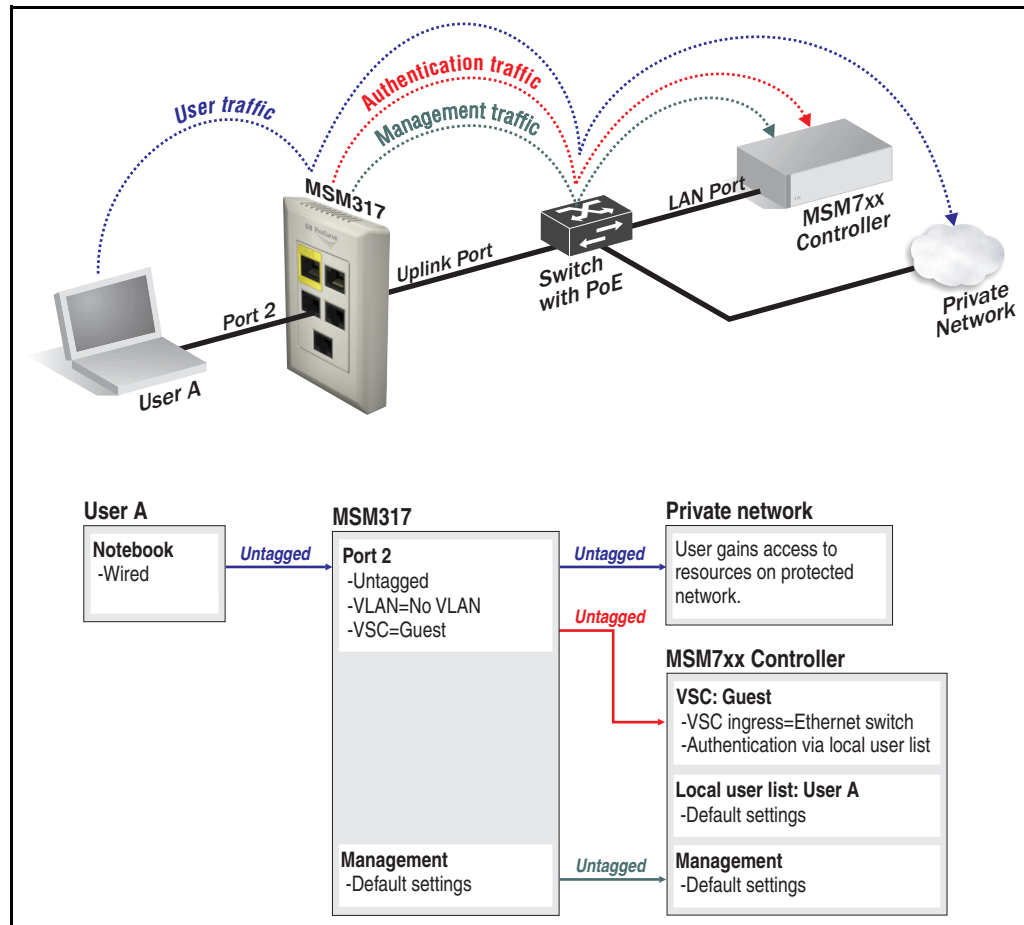 User traffic
Authentication traffic
Management traffic
MSM317
ProCurve
LAN Port
MSM7xx
Controller
Uplink Port
Switch
with PoE
Private
Network
Port 2
User A
User A
Notebook
-Wired
Untagged
MSM317
Port 2
-Untagged
-VLAN=No VLAN
-VSC=Guest
Management
-Default settings
Untagged
Private network
User gains access to
resources on protected
network.
Untagged
MSM7xx Controller
VSC: Guest
-VSC ingress=Ethernet switch
-Authentication via local user list
Local user list: User A
-Default settings
Untagged
Management
-Default settings